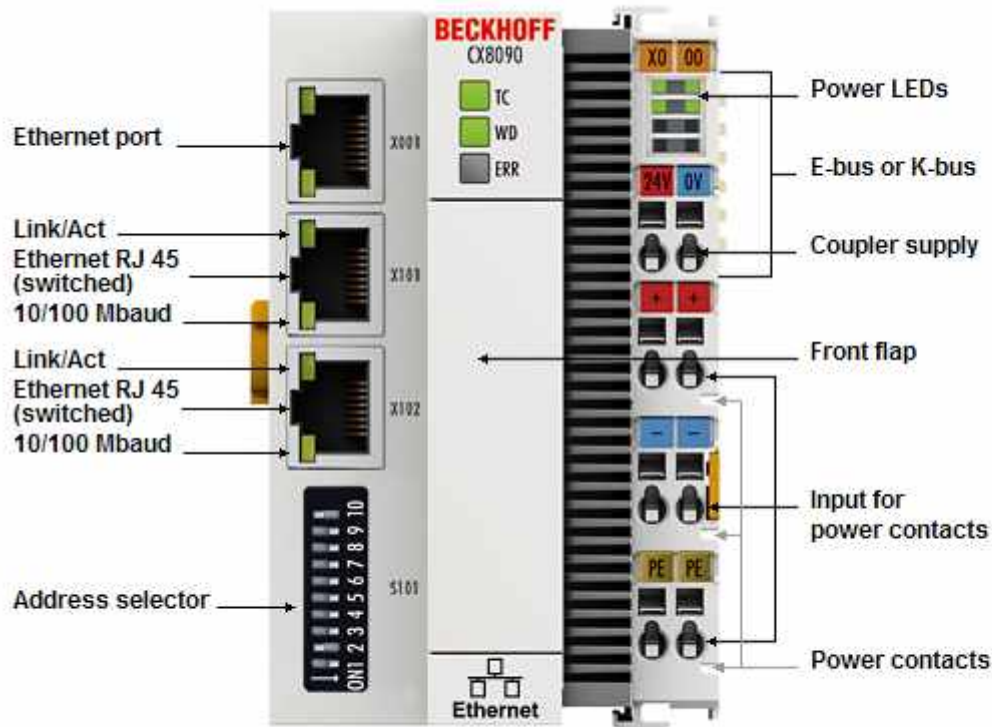 BECKHOFF
CX8090
TC
WD
ERR
X000
X101
X102
S101
1 2 3 4 5 6 7 8 9 10
ON
Ethernet
X0 00
24V 0V
+ +
− −
PE PE
Ethernet port
Link/Act
Ethernet RJ 45
(switched)
10/100 Mbaud
Link/Act
Ethernet RJ 45
(switched)
10/100 Mbaud
Address selector
Power LEDs
E-bus or K-bus
Coupler supply
Front flap
Input for
power contacts
Power contacts